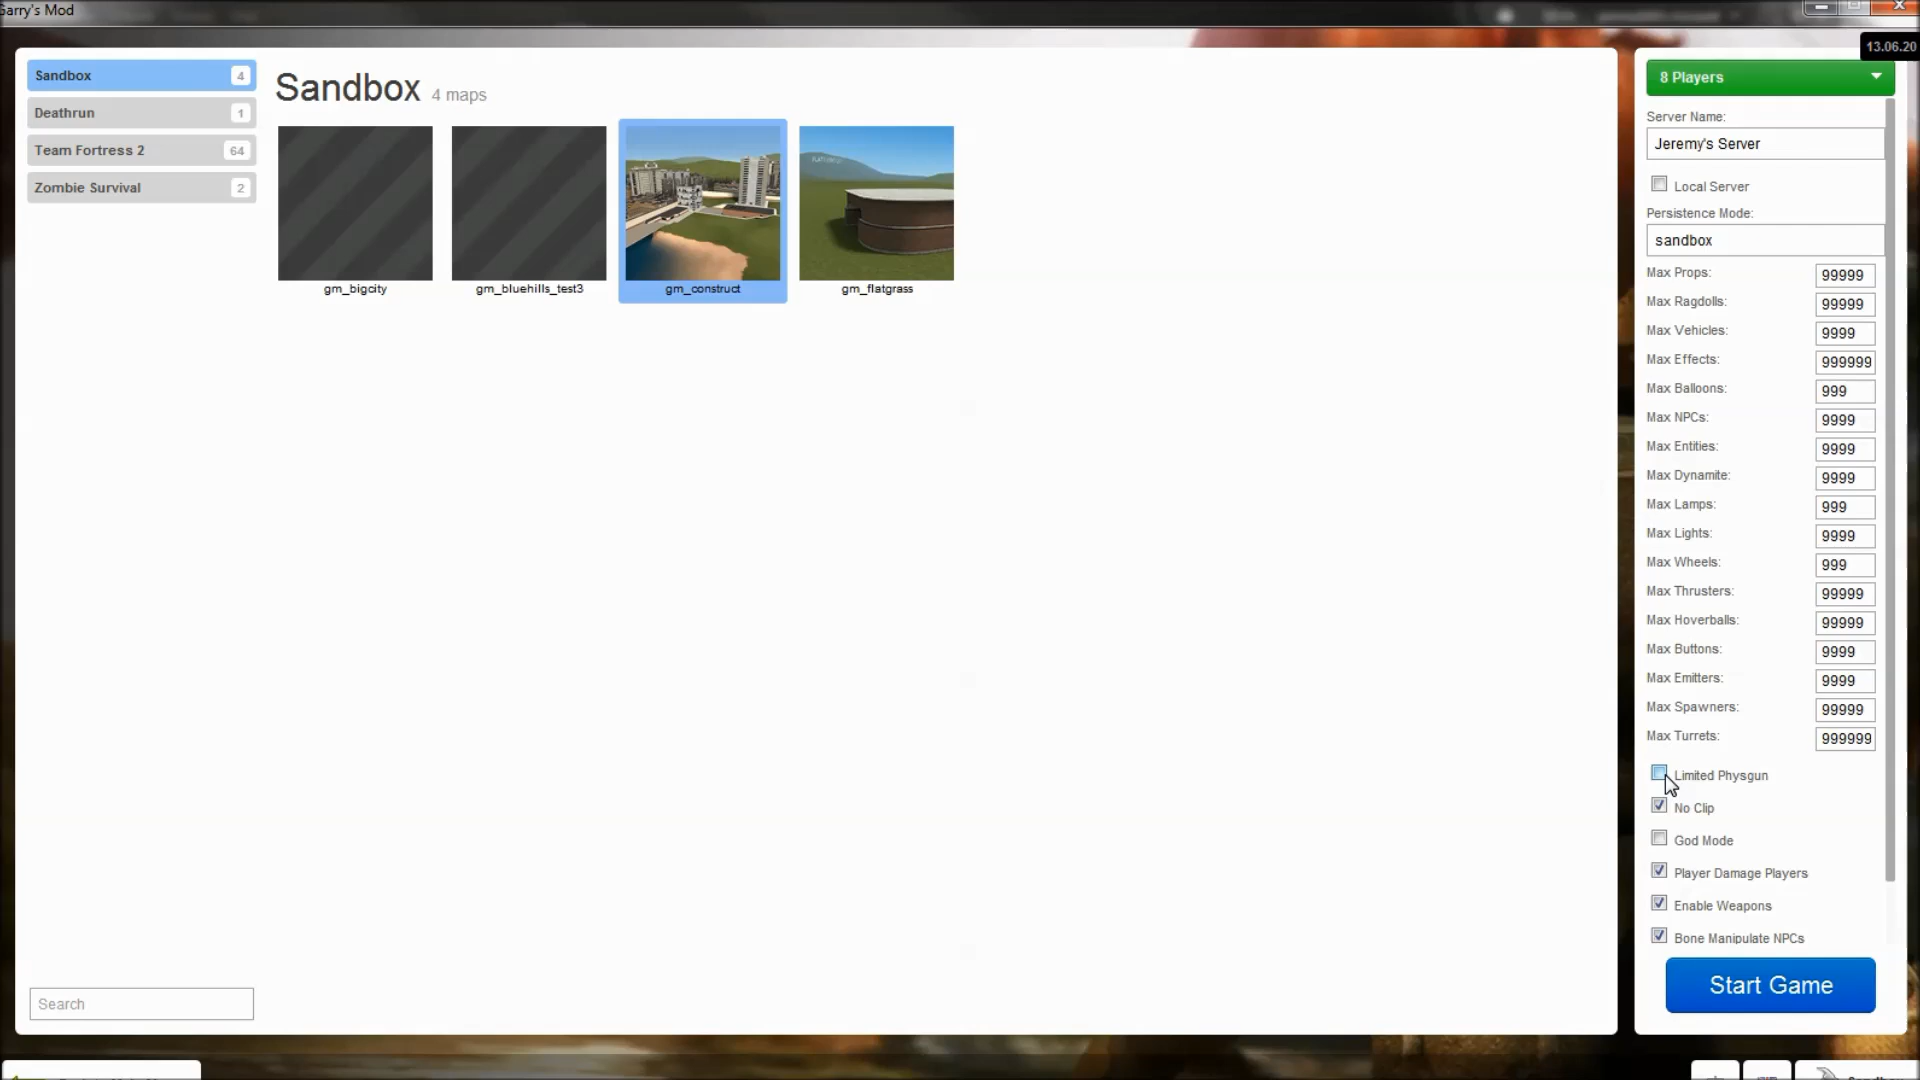 Garry's Mod
13.06.20
Sandbox 4
Deathrun 1
Team Fortress 2 64
Zombie Survival 2
Search
Sandbox 4 maps
gm_bigcity
gm_bluehills_test3
gm_construct
gm_flatgrass
8 Players
Server Name:
Jeremy's Server
Local Server
Persistence Mode:
sandbox
Max Props: 99999
Max Ragdolls: 99999
Max Vehicles: 9999
Max Effects: 999999
Max Balloons: 999
Max NPCs: 9999
Max Entities: 9999
Max Dynamite: 9999
Max Lamps: 999
Max Lights: 9999
Max Wheels: 999
Max Thrusters: 99999
Max Hoverballs: 99999
Max Buttons: 9999
Max Emitters: 9999
Max Spawners: 99999
Max Turrets: 999999
Limited Physgun
No Clip
God Mode
Player Damage Players
Enable Weapons
Bone Manipulate NPCs
Start Game